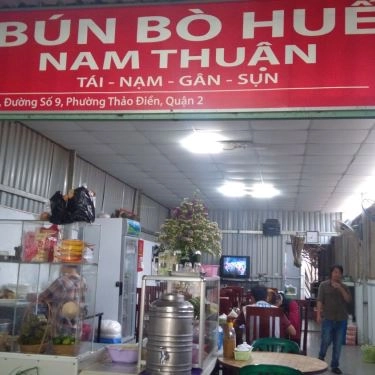 BÚN BÒ HUẾ
NAM THUẬN
TÁI - NẠM - GÂN - SỤN
, Đường Số 9, Phường Thảo Điền, Quận 2